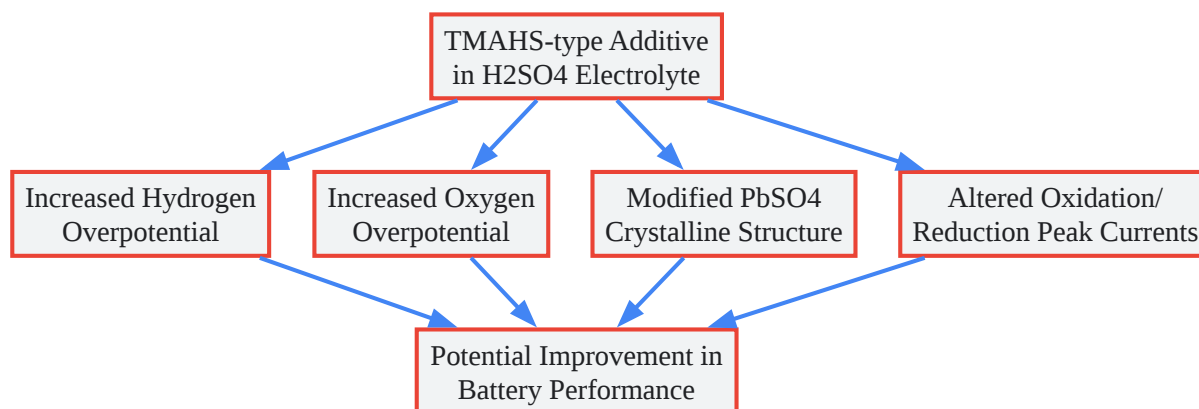 TMAHS-type Additive
in H2SO4 Electrolyte
Increased Hydrogen
Overpotential
Increased Oxygen
Overpotential
Modified PbSO4
Crystalline Structure
Altered Oxidation/
Reduction Peak Currents
Potential Improvement in
Battery Performance